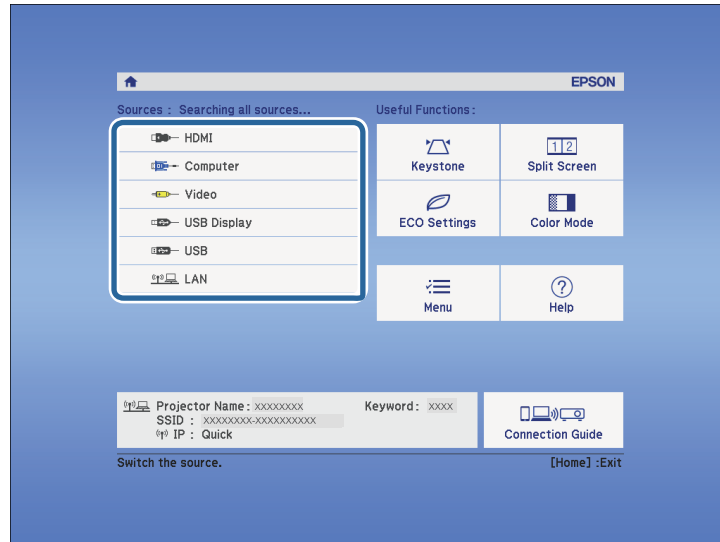 EPSON
Sources : Searching all sources...
Useful Functions :
HDMI
Computer
Video
USB Display
USB
LAN
Keystone
1 2
Split Screen
ECO Settings
Color Mode
Menu
?
Help
Projector Name : XXXXXXXX Keyword : XXXX
SSID : XXXXXXXX-XXXXXXXXXX
IP : Quick
Connection Guide
Switch the source. [Home] :Exit